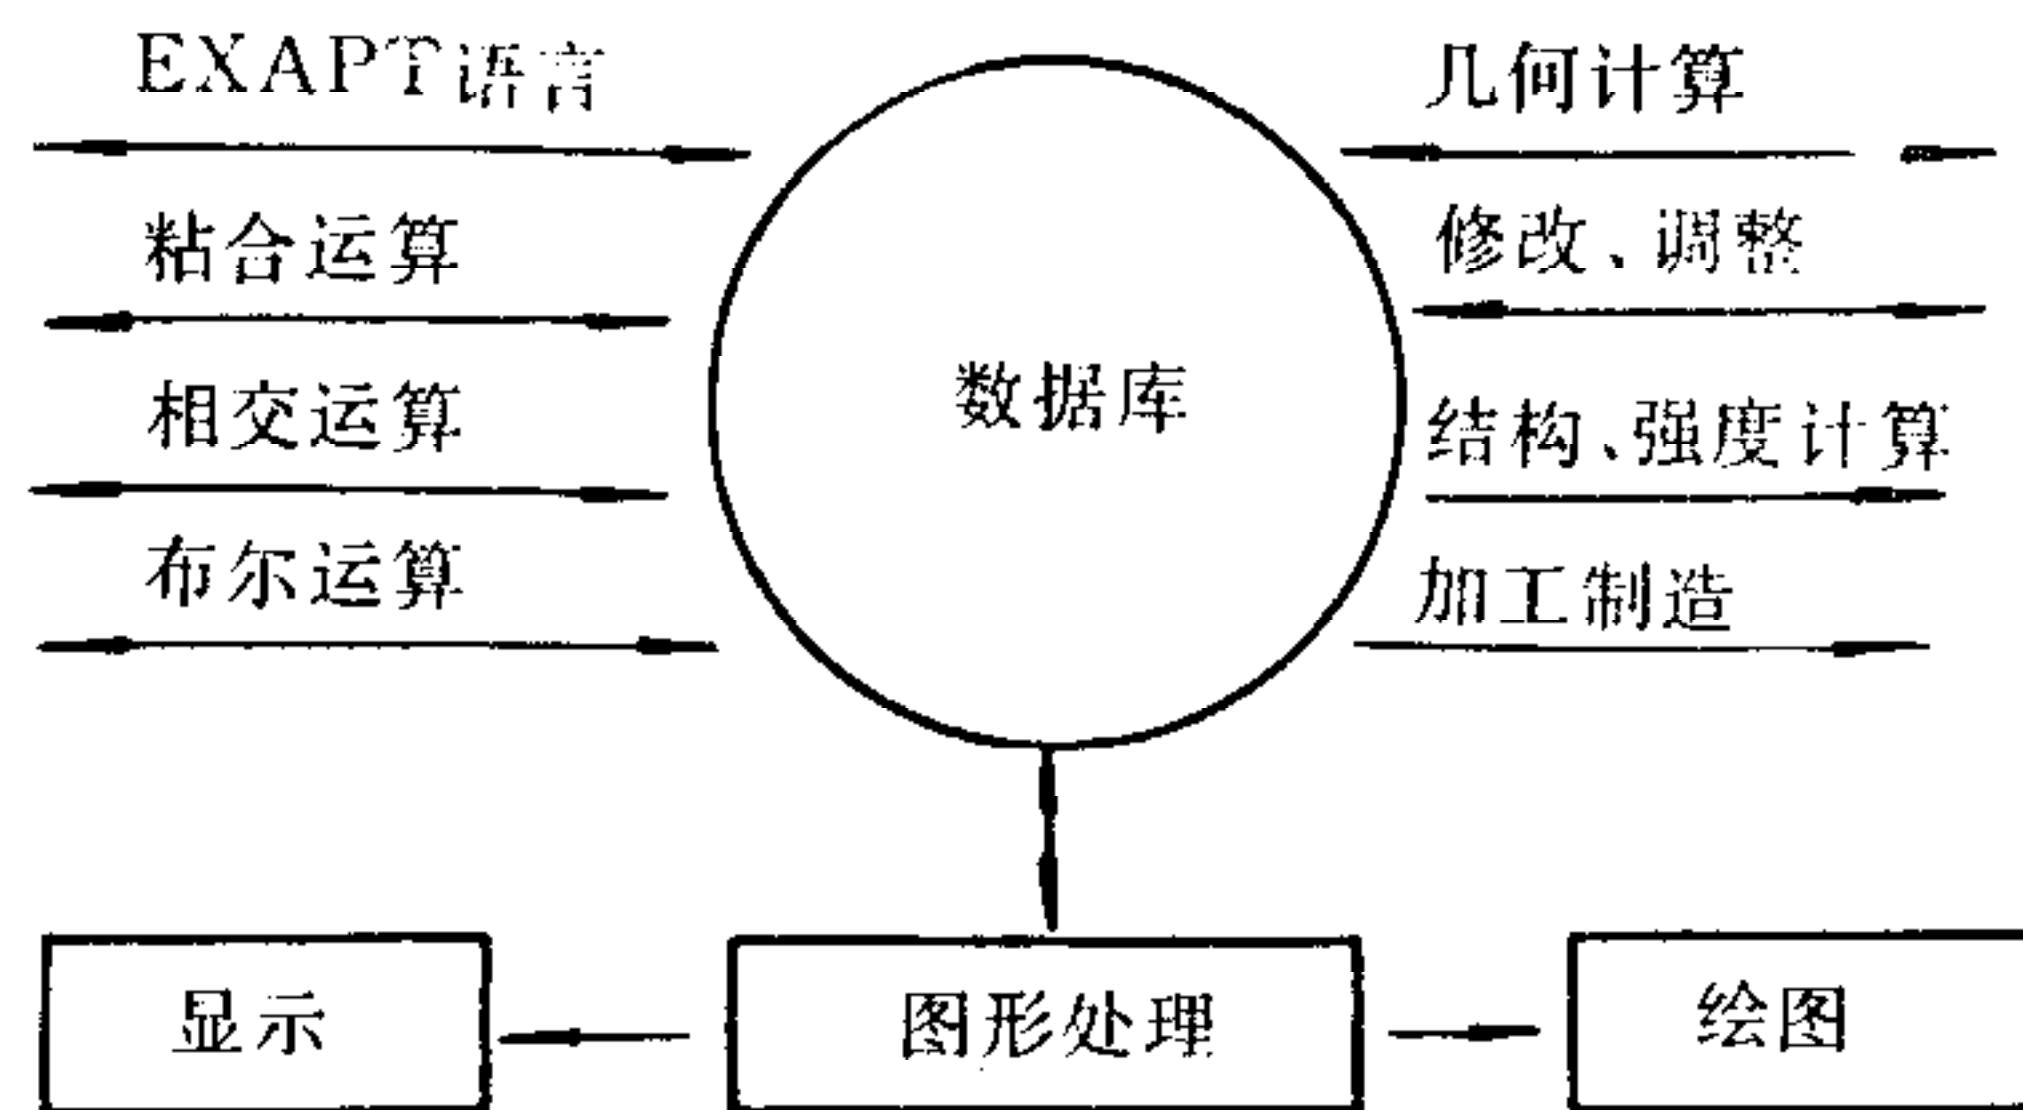 EXAPT语言
几何计算
粘合运算
修改、调整
数据库
相交运算
结构、强度计算
布尔运算
加工制造
显示
图形处理
绘图